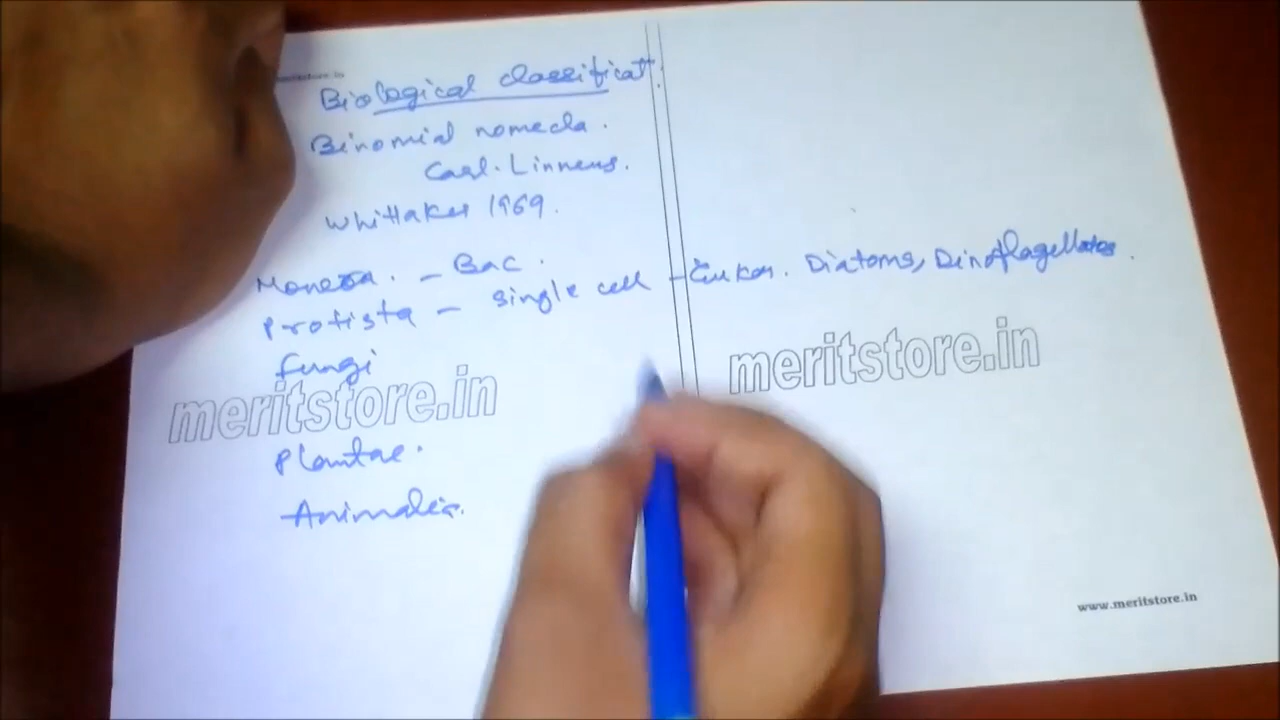 Biological classificat.
Binomial nomecla.
Carl. Linneus.
Whittaker 1969.
Monera. - Bac.
Protista - single cell - Eukar. Diatoms, Dinoflagellates.
fungi
meritstore.in
meritstore.in
Plantae.
Animalia.
www.meritstore.in